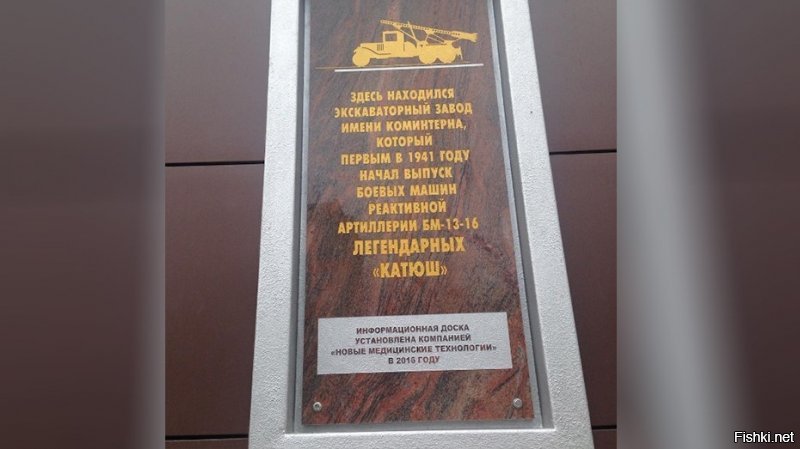 ЗДЕСЬ НАХОДИЛСЯ
ЭКСКАВАТОРНЫЙ ЗАВОД
ИМЕНИ КОМИНТЕРНА,
КОТОРЫЙ
ПЕРВЫМ В 1941 ГОДУ
НАЧАЛ ВЫПУСК
БОЕВЫХ МАШИН
РЕАКТИВНОЙ
АРТИЛЛЕРИИ БМ-13-16
ЛЕГЕНДАРНЫХ
«КАТЮШ»
ИНФОРМАЦИОННАЯ ДОСКА
УСТАНОВЛЕНА КОМПАНИЕЙ
«НОВЫЕ МЕДИЦИНСКИЕ ТЕХНОЛОГИИ»
В 2016 ГОДУ
Fishki.net